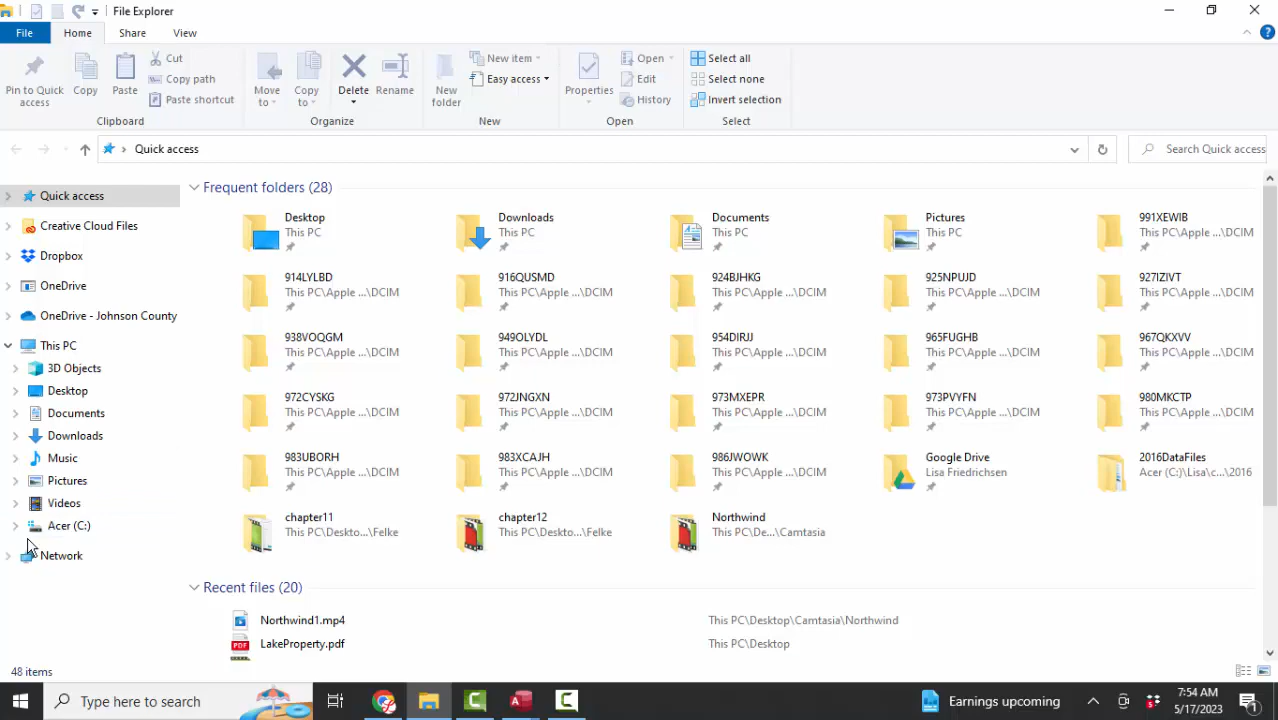 File Explorer
File Home Share View
Pin to Quick access
Copy
Paste
Cut
Copy path
Paste shortcut
Clipboard
Move to
Copy to
Delete
Rename
Organize
New folder
New item
Easy access
New
Properties
Open
Edit
History
Open
Select all
Select none
Invert selection
Select
Quick access
Search Quick access
Quick access
Creative Cloud Files
Dropbox
OneDrive
OneDrive - Johnson County
This PC
3D Objects
Desktop
Documents
Downloads
Music
Pictures
Videos
Acer (C:)
Network
Frequent folders (28)
Desktop
This PC
Downloads
This PC
Documents
This PC
Pictures
This PC
991XEWIB
This PC\Apple ...\DCIM
914LYLBD
This PC\Apple ...\DCIM
916QUSMD
This PC\Apple ...\DCIM
924BJHKG
This PC\Apple ...\DCIM
925NPUJD
This PC\Apple ...\DCIM
927IZIVT
This PC\Apple ...\DCIM
938VOQGM
This PC\Apple ...\DCIM
949OLYDL
This PC\Apple ...\DCIM
954DIRJJ
This PC\Apple ...\DCIM
965FUGHB
This PC\Apple ...\DCIM
967QKXVV
This PC\Apple ...\DCIM
972CYSKG
This PC\Apple ...\DCIM
972JNGXN
This PC\Apple ...\DCIM
973MXEPR
This PC\Apple ...\DCIM
973PVYFN
This PC\Apple ...\DCIM
980MKCTP
This PC\Apple ...\DCIM
983UBORH
This PC\Apple ...\DCIM
983XCAJH
This PC\Apple ...\DCIM
986JWOWK
This PC\Apple ...\DCIM
Google Drive
Lisa Friedrichsen
2016DataFiles
Acer (C:)\Lisa\c...\2016
chapter11
This PC\Deskto...\Felke
chapter12
This PC\Deskto...\Felke
Northwind
This PC\De...\Camtasia
Recent files (20)
Northwind1.mp4 This PC\Desktop\Camtasia\Northwind
LakeProperty.pdf This PC\Desktop
48 items
Type here to search
Earnings upcoming
7:54 AM
5/17/2023